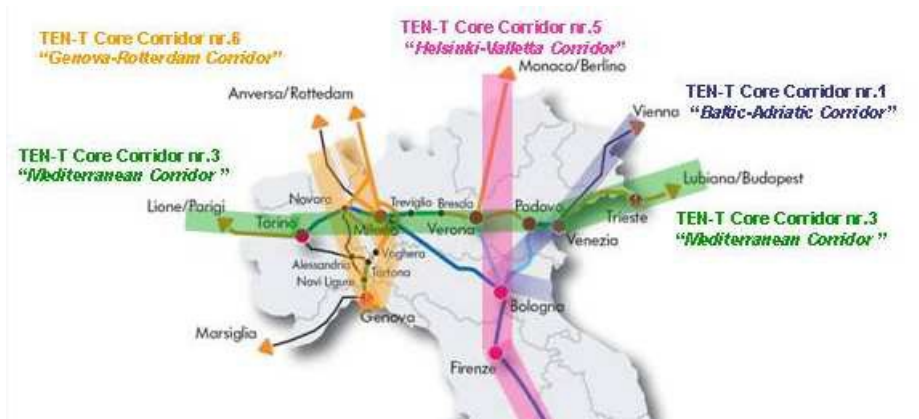 TEN-T Core Corridor nr.6
“Genova-Rotterdam Corridor”
TEN-T Core Corridor nr.5
“Helsinki-Valletta Corridor”
Monaco/Berlino
TEN-T Core Corridor nr.1
“Baltic-Adriatic Corridor”
Anversa/Rottedam
Vienna
TEN-T Core Corridor nr.3
“Mediterranean Corridor ”
Lubiana/Budapest
Lione/Parigi
Novara
Treviglio
Brescia
Padova
Trieste
TEN-T Core Corridor nr.3
“Mediterranean Corridor ”
Torino
Milano
Verona
Venezia
Voghera
Alessandria
Tortona
Novi Ligure
Bologna
Genova
Marsiglia
Firenze